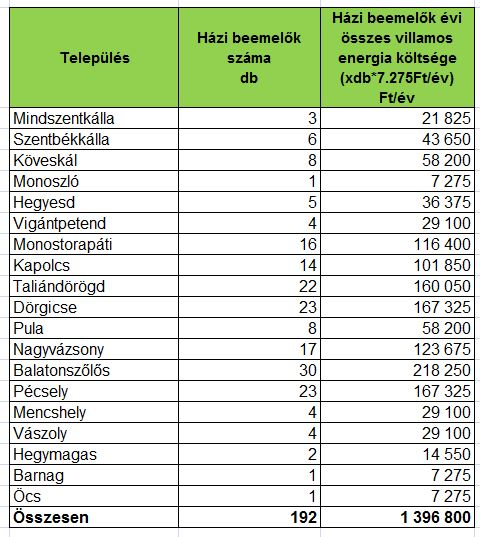 Település
Házi beemelők
száma
db
Házi beemelők évi
összes villamos
energia költsége
(xdb*7.275Ft/év)
Ft/év
Mindszentkálla 3 21 825
Szentbékkálla 6 43 650
Köveskál 8 58 200
Monoszló 1 7 275
Hegyesd 5 36 375
Vigántpetend 4 29 100
Monostorapáti 16 116 400
Kapolcs 14 101 850
Taliándörögd 22 160 050
Dörgicse 23 167 325
Pula 8 58 200
Nagyvázsony 17 123 675
Balatonszőlős 30 218 250
Pécsely 23 167 325
Mencshely 4 29 100
Vászoly 4 29 100
Hegymagas 2 14 550
Barnag 1 7 275
Öcs 1 7 275
Összesen 192 1 396 800